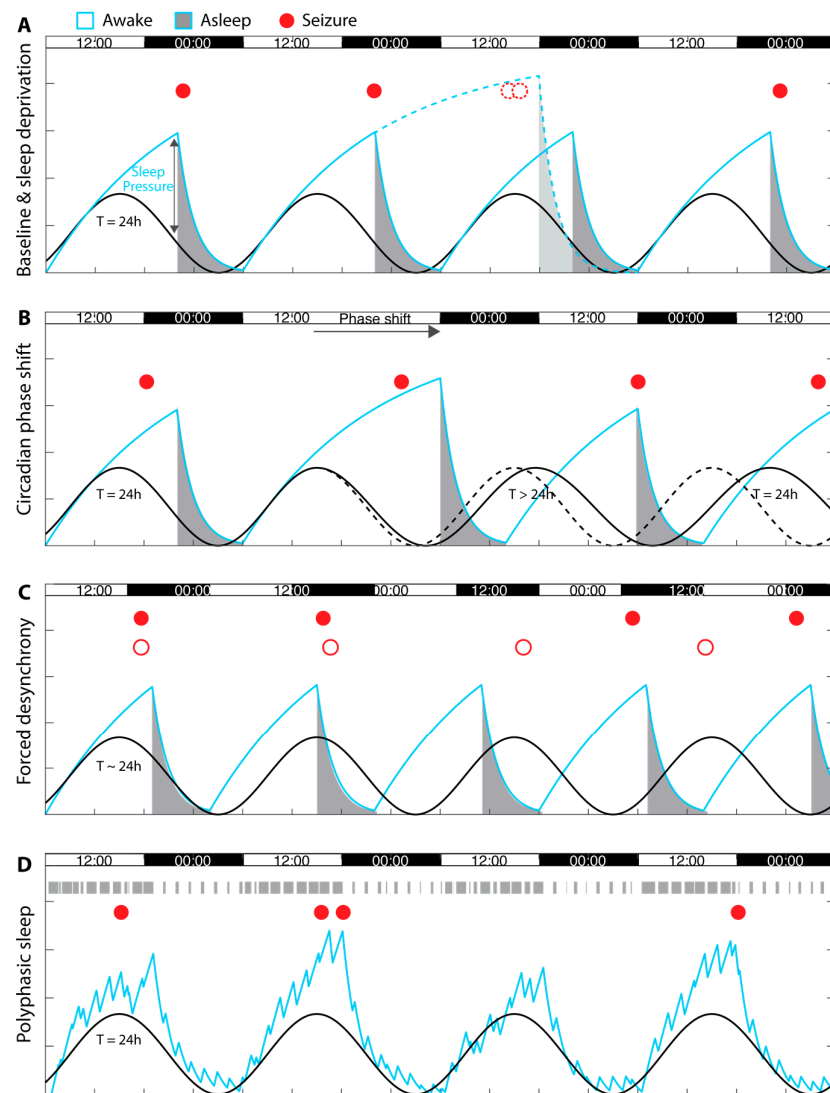 Awake Asleep Seizure
A
12:00 00:00 12:00 00:00 12:00 00:00 12:00 00:00
Baseline & sleep deprivation
Sleep
Pressure
T = 24h
B
12:00 00:00 12:00 00:00 12:00 00:00
Phase shift
Circadian phase shift
T = 24h T > 24h T = 24h
C
12:00 00:00 12:00 00:00 12:00 00:00 12:00 00:00
Forced desynchrony
T ~ 24h
D
12:00 00:00 12:00 00:00 12:00 00:00 12:00 00:00
Polyphasic sleep
T = 24h